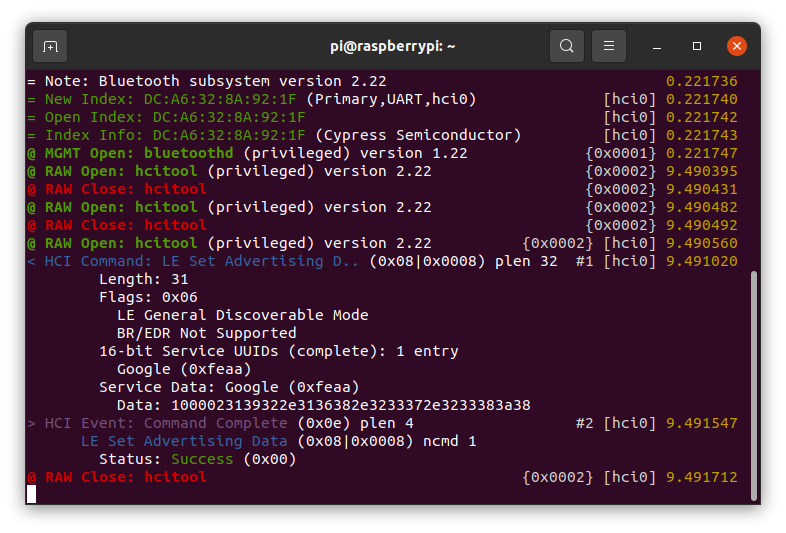 pi@raspberrypi: ~
= Note: Bluetooth subsystem version 2.22 0.221736
= New Index: DC:A6:32:8A:92:1F (Primary,UART,hci0) [hci0] 0.221740
= Open Index: DC:A6:32:8A:92:1F [hci0] 0.221742
= Index Info: DC:A6:32:8A:92:1F (Cypress Semiconductor) [hci0] 0.221743
@ MGMT Open: bluetoothd (privileged) version 1.22 {0x0001} 0.221747
@ RAW Open: hcitool (privileged) version 2.22 {0x0002} 9.490395
@ RAW Close: hcitool {0x0002} 9.490431
@ RAW Open: hcitool (privileged) version 2.22 {0x0002} 9.490482
@ RAW Close: hcitool {0x0002} 9.490492
@ RAW Open: hcitool (privileged) version 2.22 {0x0002} [hci0] 9.490560
< HCI Command: LE Set Advertising D.. (0x08|0x0008) plen 32 #1 [hci0] 9.491020
Length: 31
Flags: 0x06
LE General Discoverable Mode
BR/EDR Not Supported
16-bit Service UUIDs (complete): 1 entry
Google (0xfeaa)
Service Data: Google (0xfeaa)
Data: 1000023139322e3136382e3233372e3233383a38
> HCI Event: Command Complete (0x0e) plen 4 #2 [hci0] 9.491547
LE Set Advertising Data (0x08|0x0008) ncmd 1
Status: Success (0x00)
@ RAW Close: hcitool {0x0002} [hci0] 9.491712